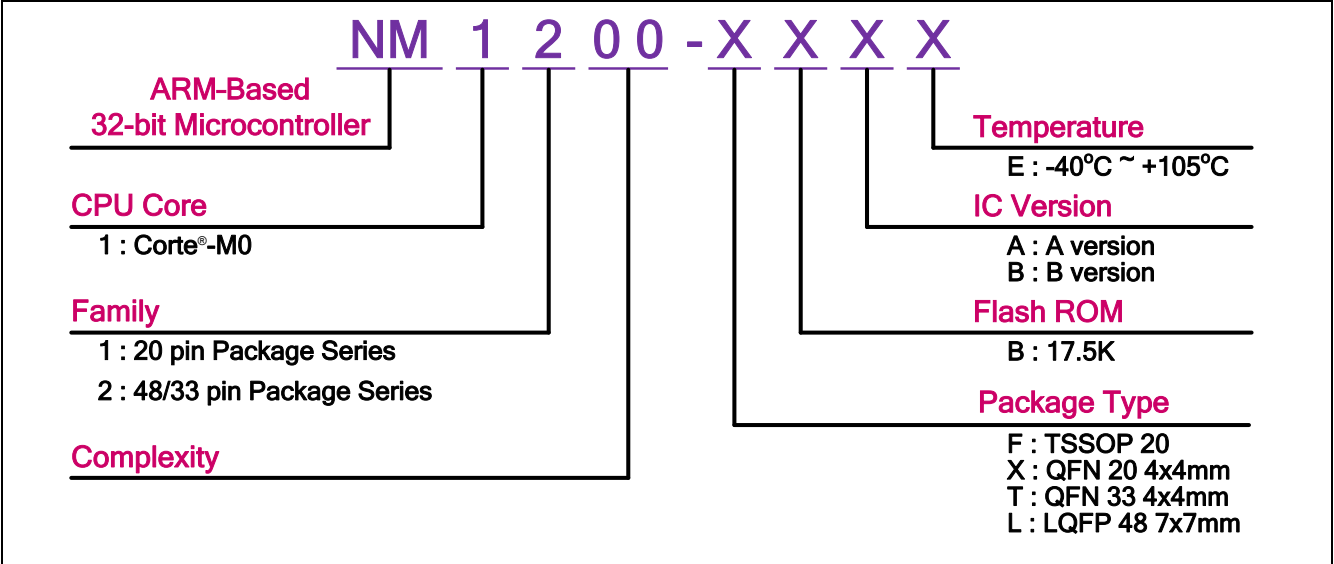 NM 1 2 00 - X X X X
ARM-Based
32-bit Microcontroller
CPU Core
1 : Corte®-M0
Family
1 : 20 pin Package Series
2 : 48/33 pin Package Series
Complexity
Temperature
E : -40°C ~ +105°C
IC Version
A : A version
B : B version
Flash ROM
B : 17.5K
Package Type
F : TSSOP 20
X : QFN 20 4x4mm
T : QFN 33 4x4mm
L : LQFP 48 7x7mm